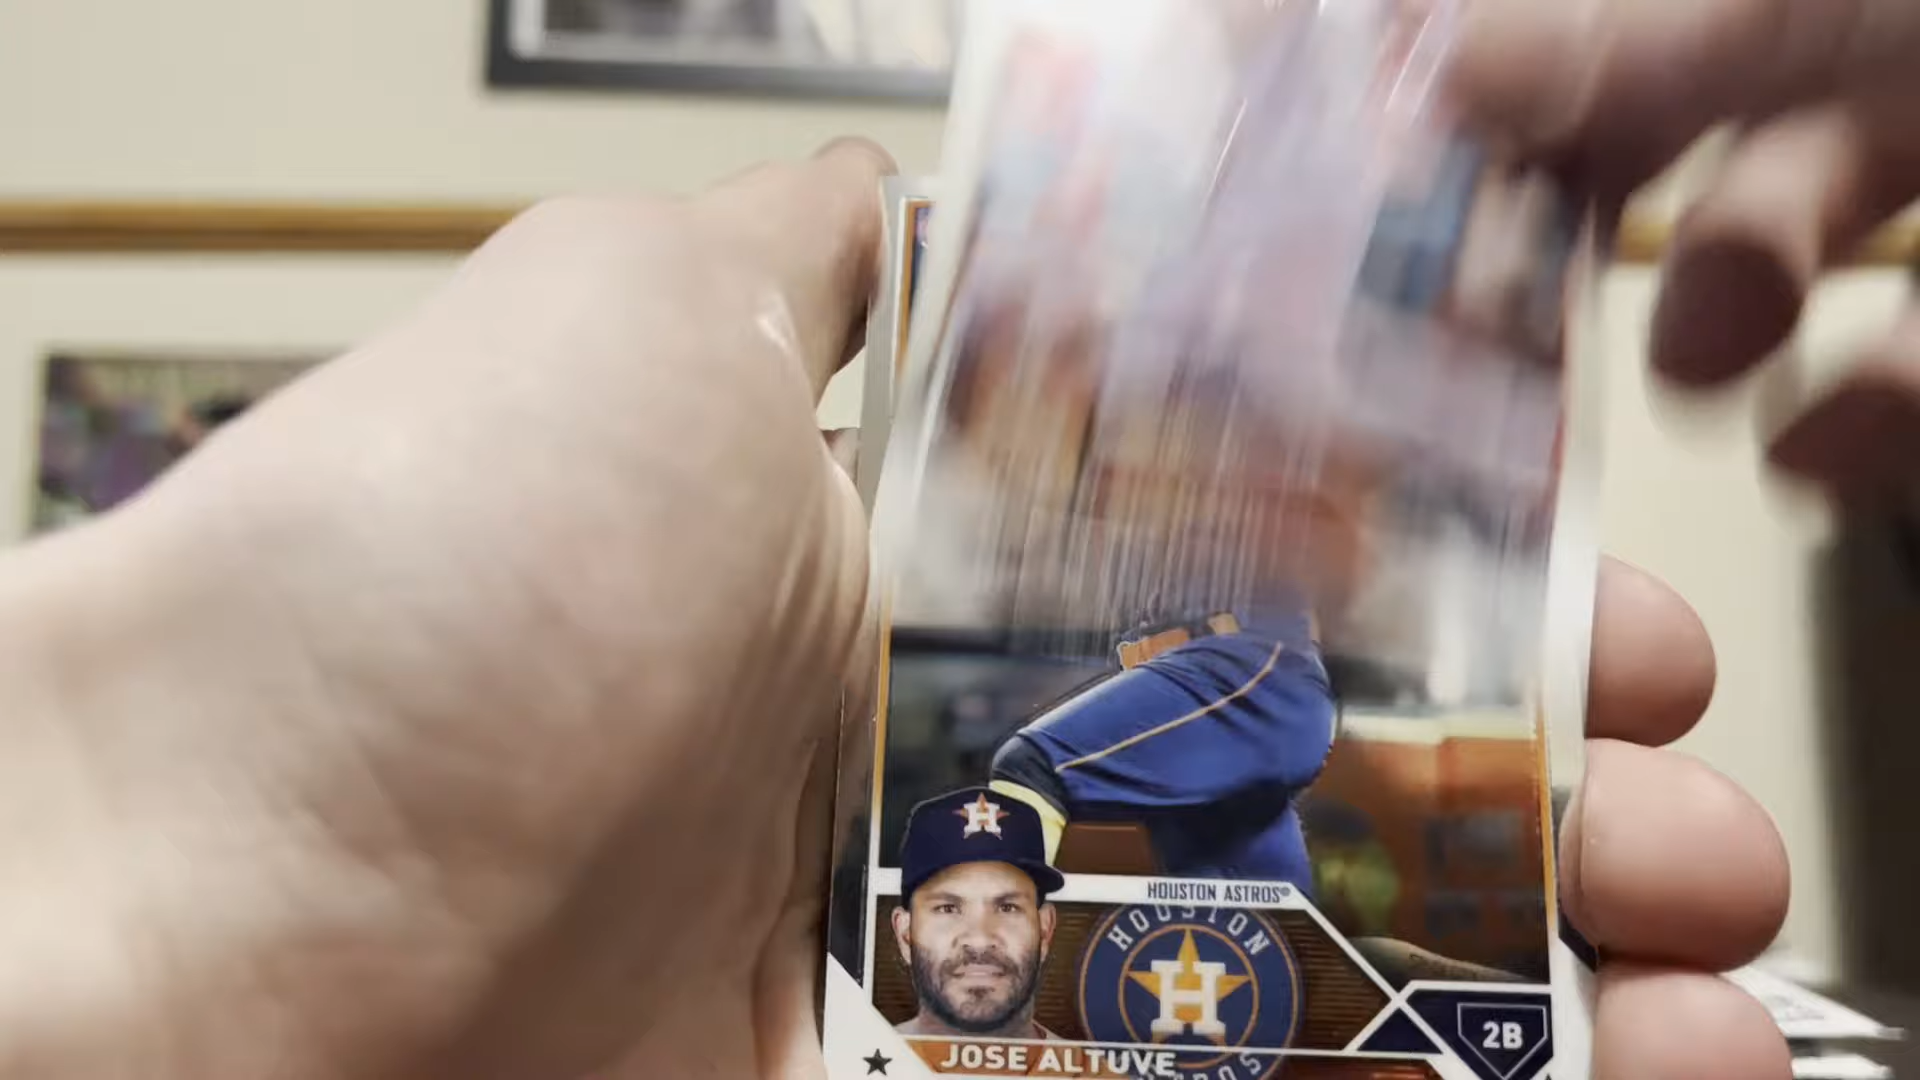 H
HOUSTON ASTROS®
HOUSTON
H
2B
JOSE ALTUVE